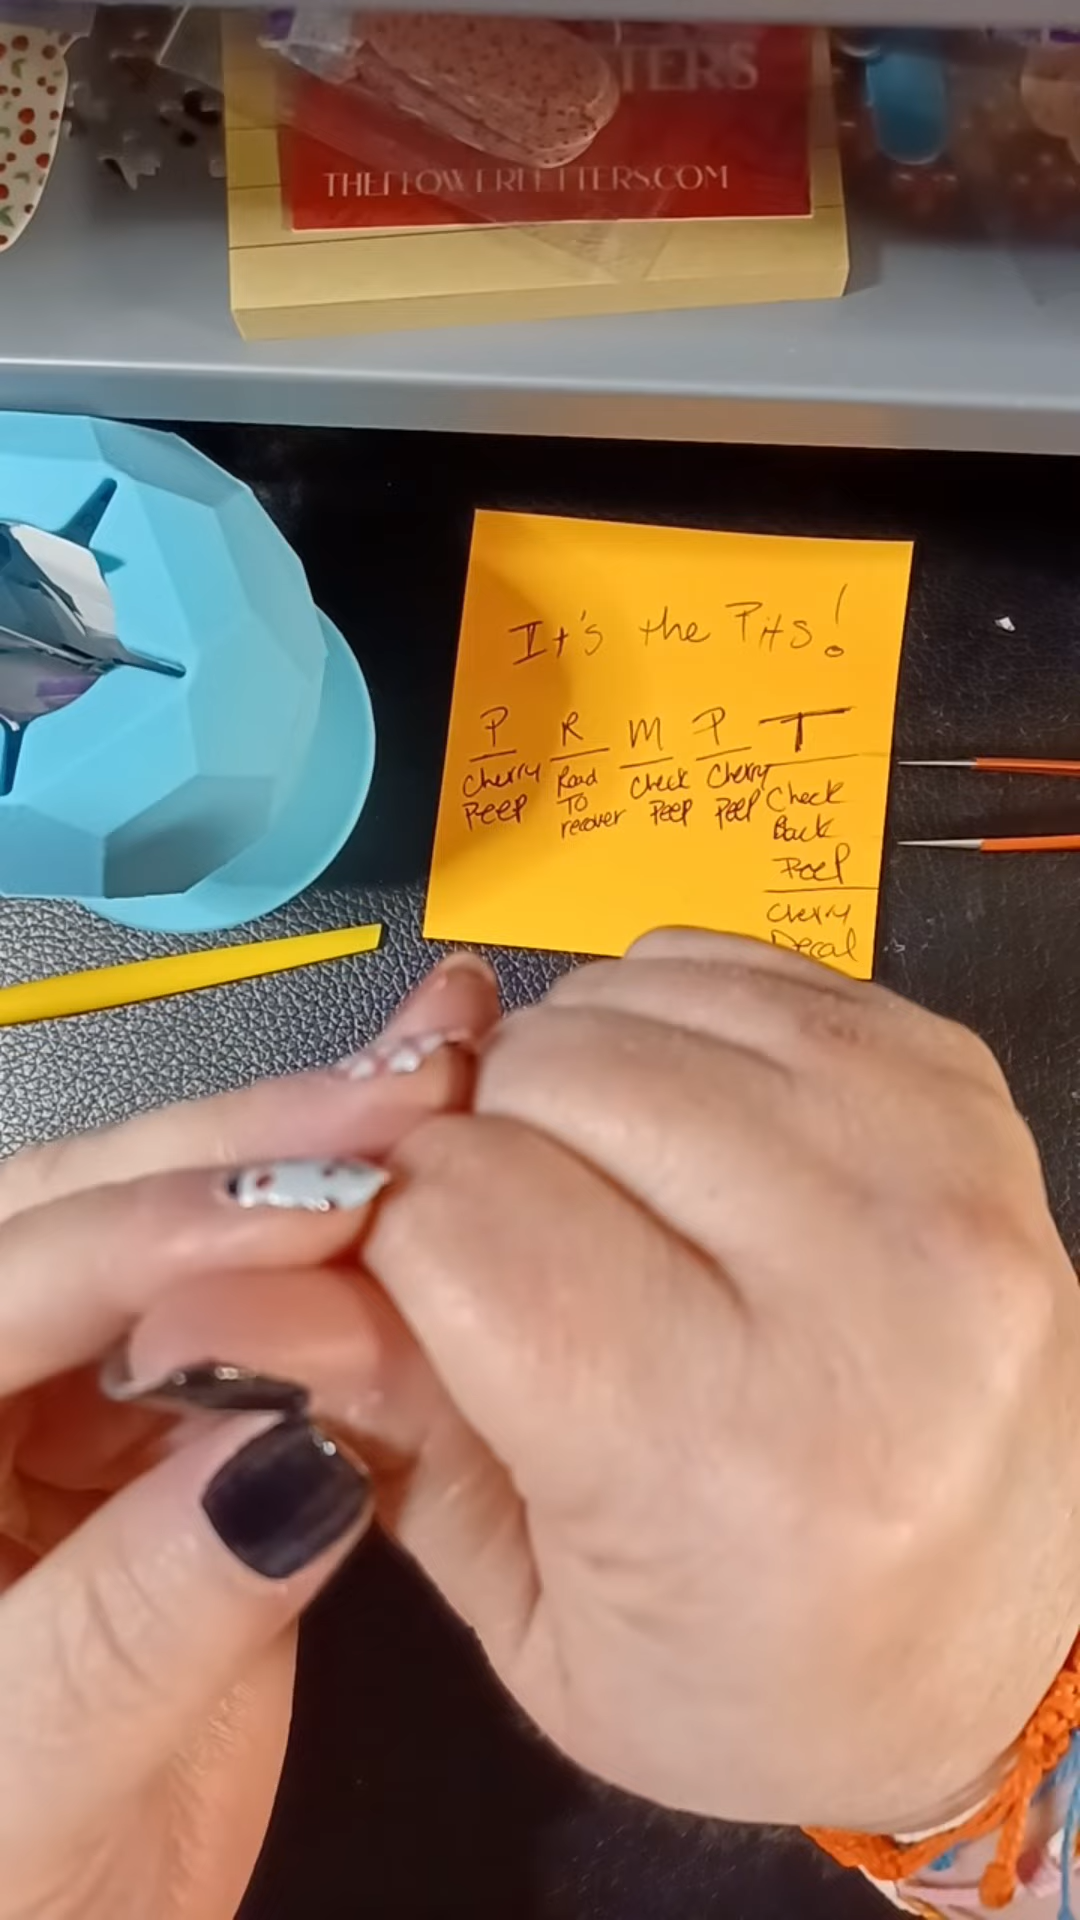 TERS
THEFLOWERLETTERS.COM
It's the Pits!
P R M P T
Cherry Road Check Cherry Check
Peep To Peep Peel Back
recover Peel
Cherry
Decal